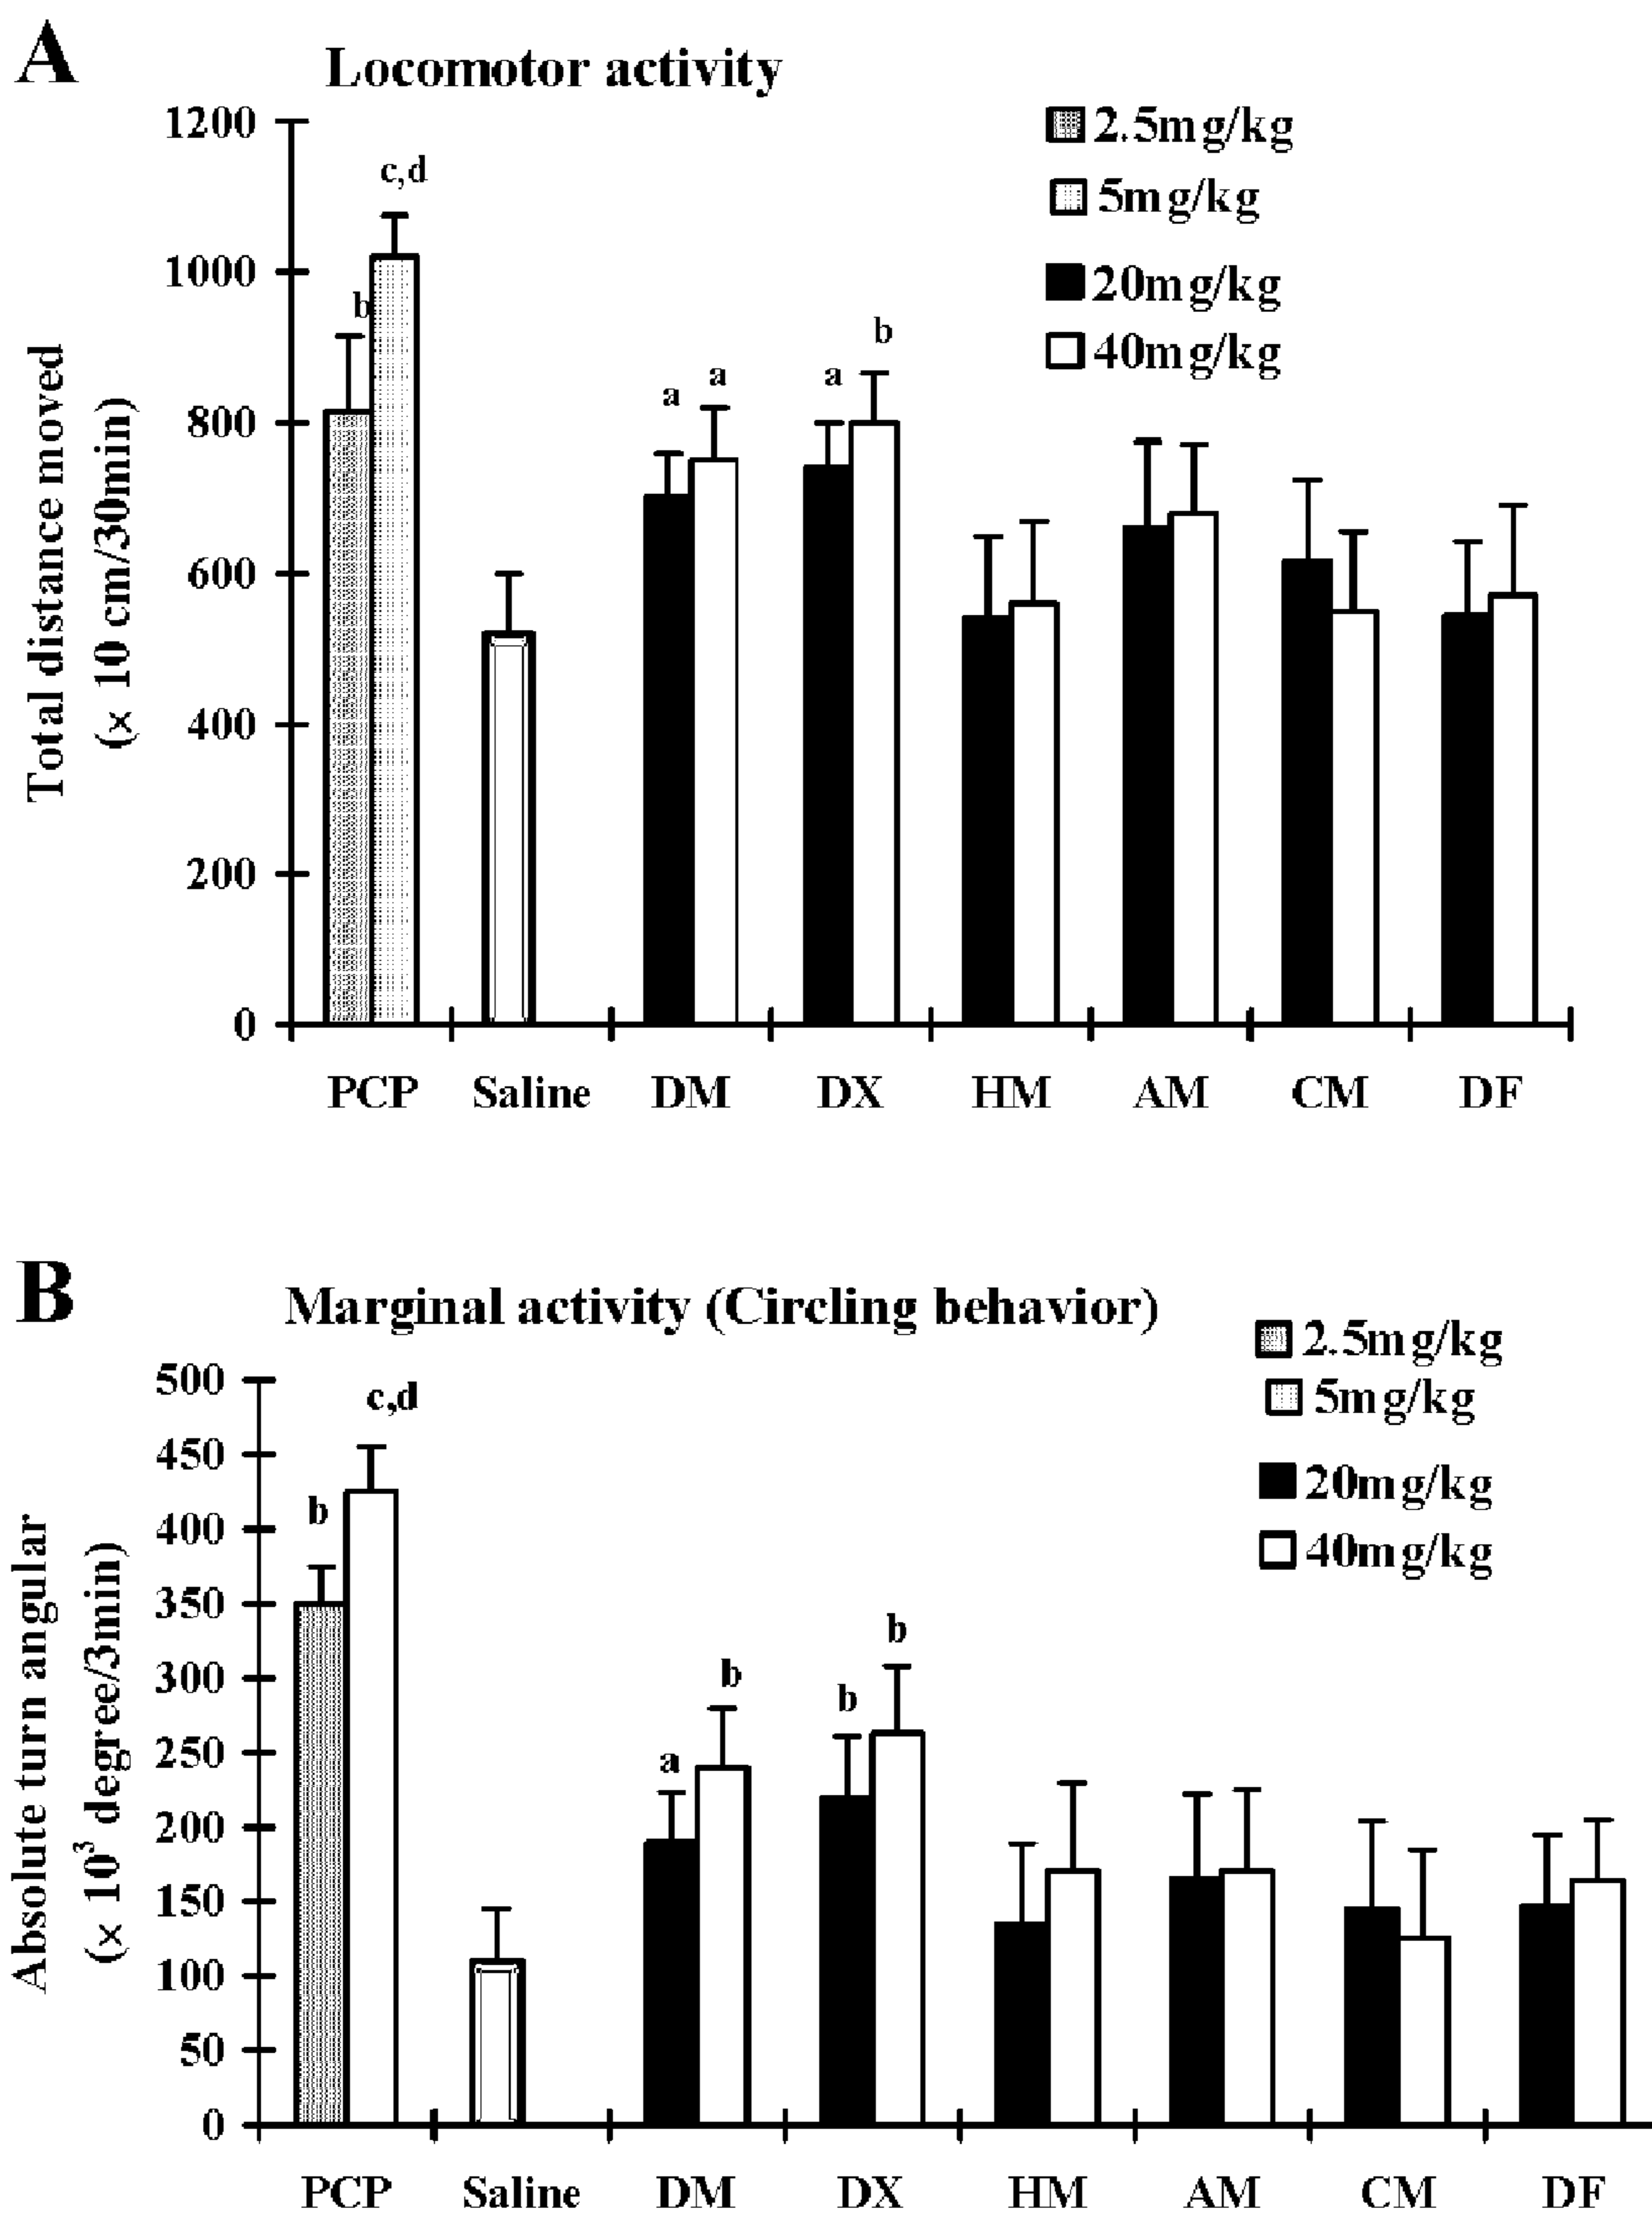 A
Locomotor activity
2.5mg/kg
5mg/kg
20mg/kg
40mg/kg
Total distance moved
(× 10 cm/30min)
1200
1000
800
600
400
200
0
b
c,d
a
a
a
b
PCP Saline DM DX HM AM CM DF
B
Marginal activity (Circling behavior)
2.5mg/kg
5mg/kg
20mg/kg
40mg/kg
Absolute turn angular
(× 10³ degree/3min)
500
450
400
350
300
250
200
150
100
50
0
b
c,d
a
b
b
b
PCP Saline DM DX HM AM CM DF